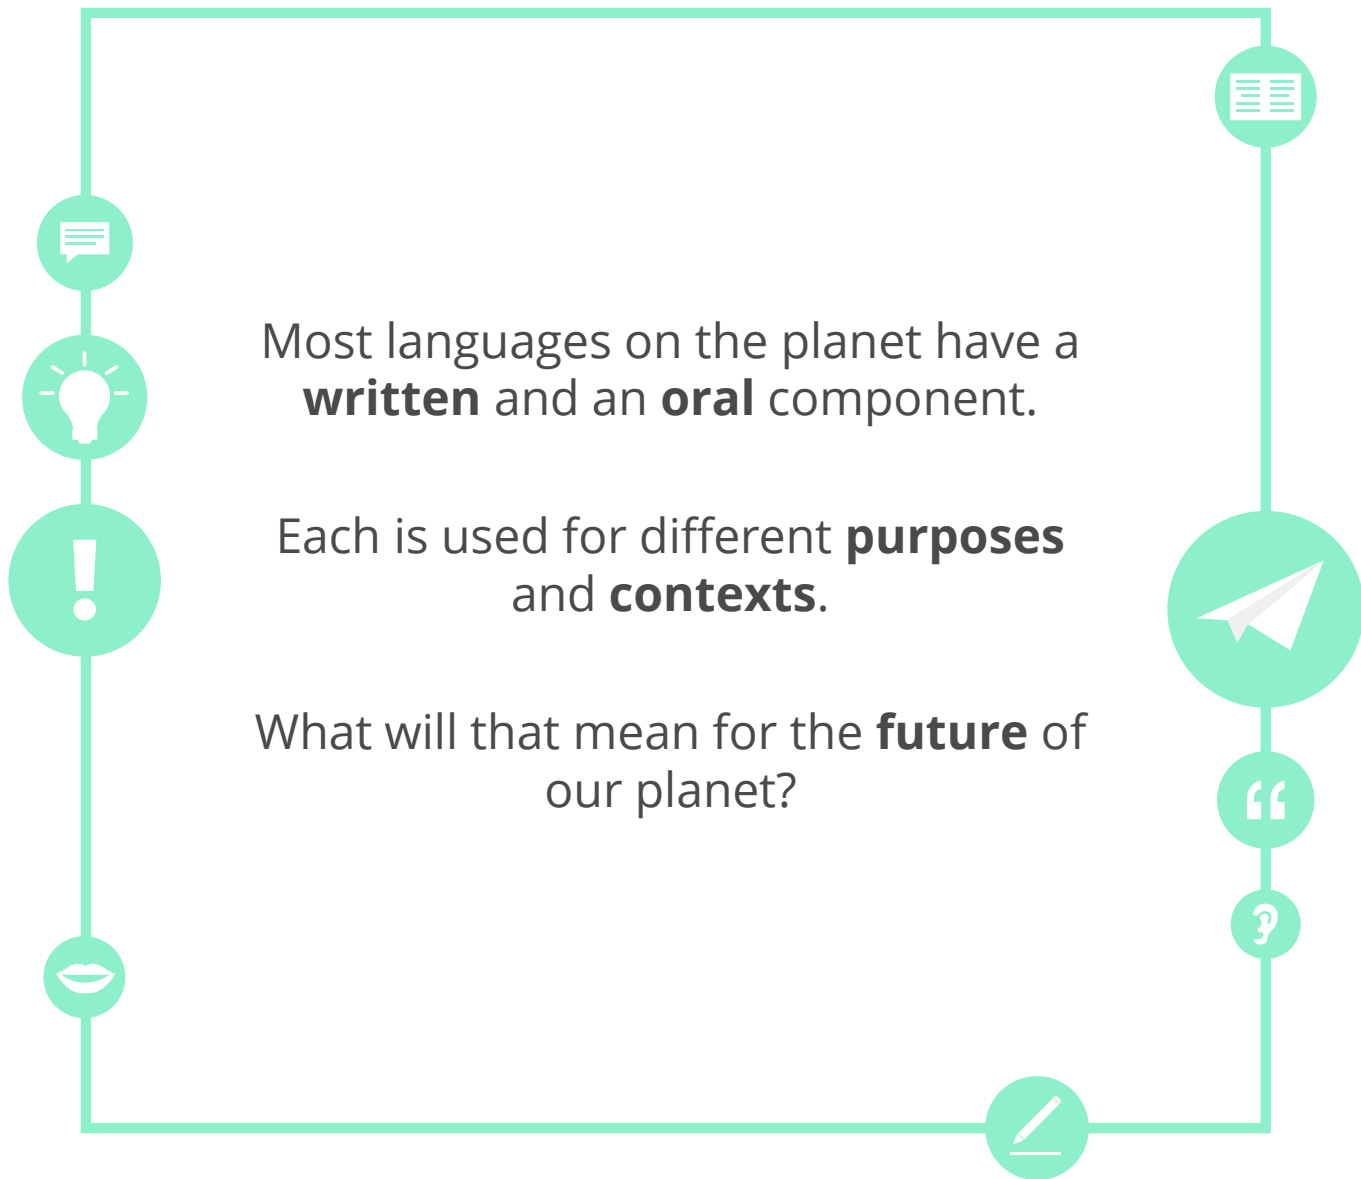 Most languages on the planet have a
written and an oral component.
Each is used for different purposes
and contexts.
What will that mean for the future of
our planet?